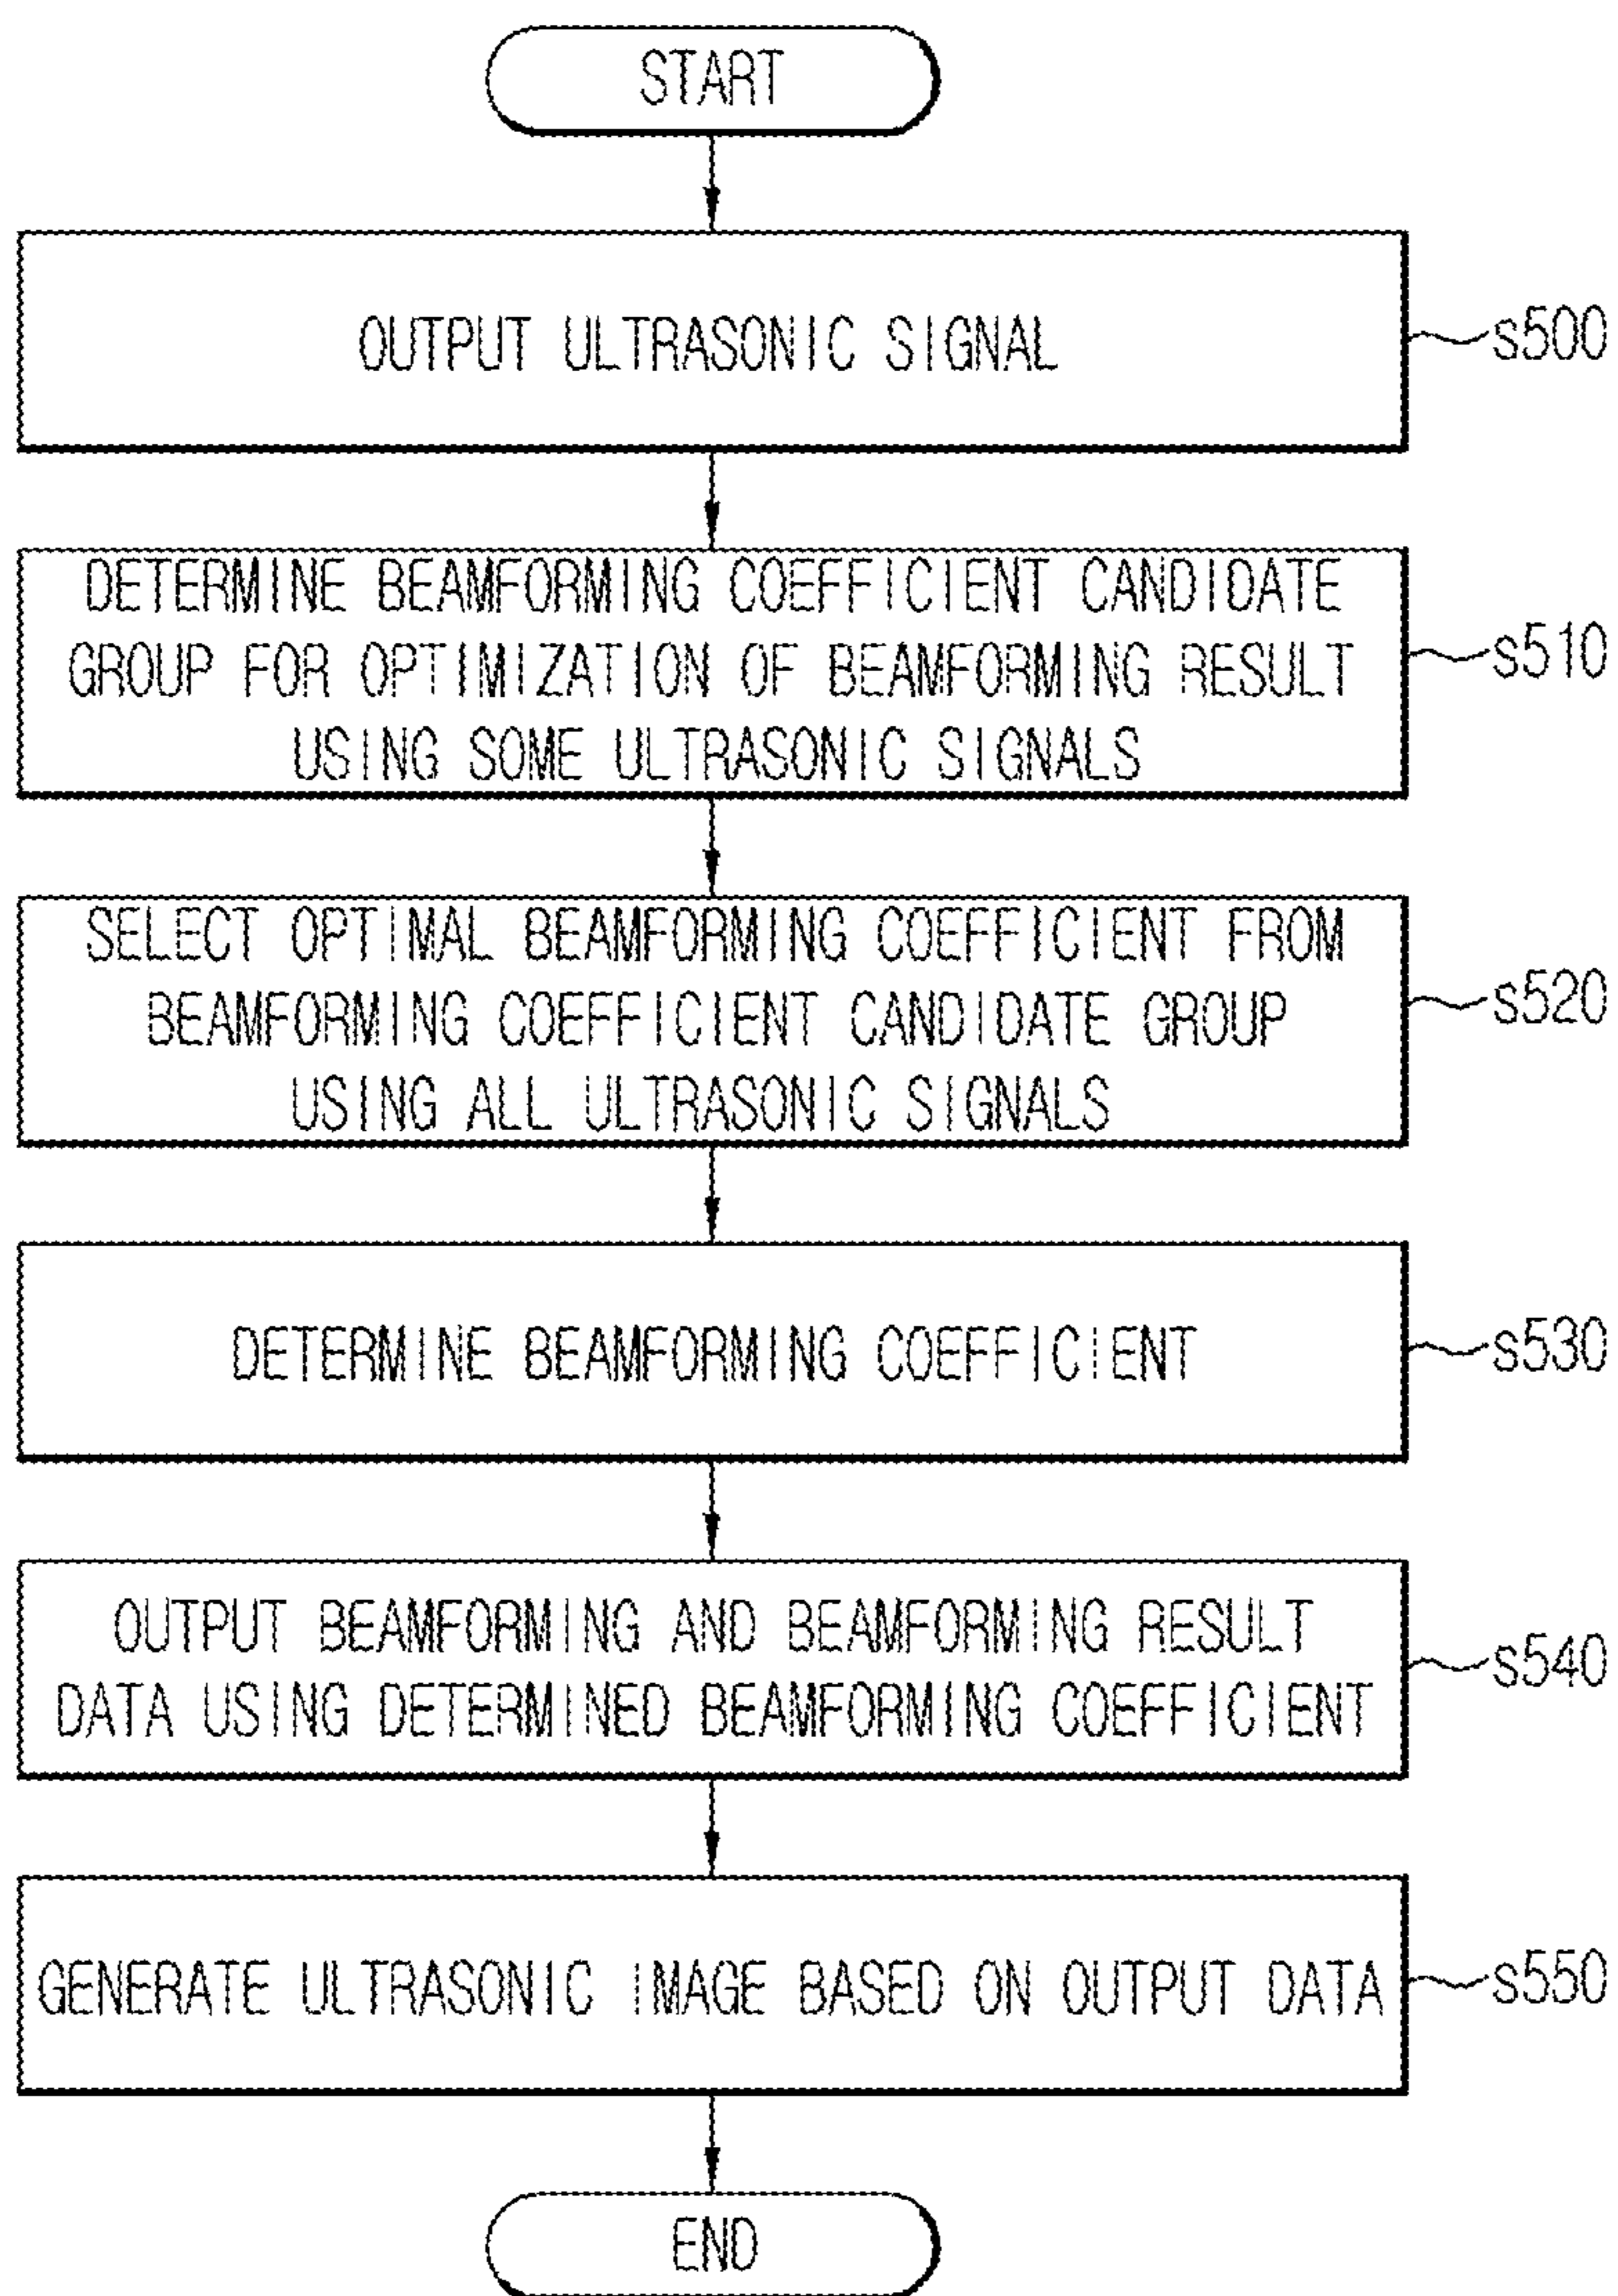 START
OUTPUT ULTRASONIC SIGNAL
s500
DETERMINE BEAMFORMING COEFFICIENT CANDIDATE
GROUP FOR OPTIMIZATION OF BEAMFORMING RESULT
USING SOME ULTRASONIC SIGNALS
s510
SELECT OPTIMAL BEAMFORMING COEFFICIENT FROM
BEAMFORMING COEFFICIENT CANDIDATE GROUP
USING ALL ULTRASONIC SIGNALS
s520
DETERMINE BEAMFORMING COEFFICIENT
s530
OUTPUT BEAMFORMING AND BEAMFORMING RESULT
DATA USING DETERMINED BEAMFORMING COEFFICIENT
s540
GENERATE ULTRASONIC IMAGE BASED ON OUTPUT DATA
s550
END